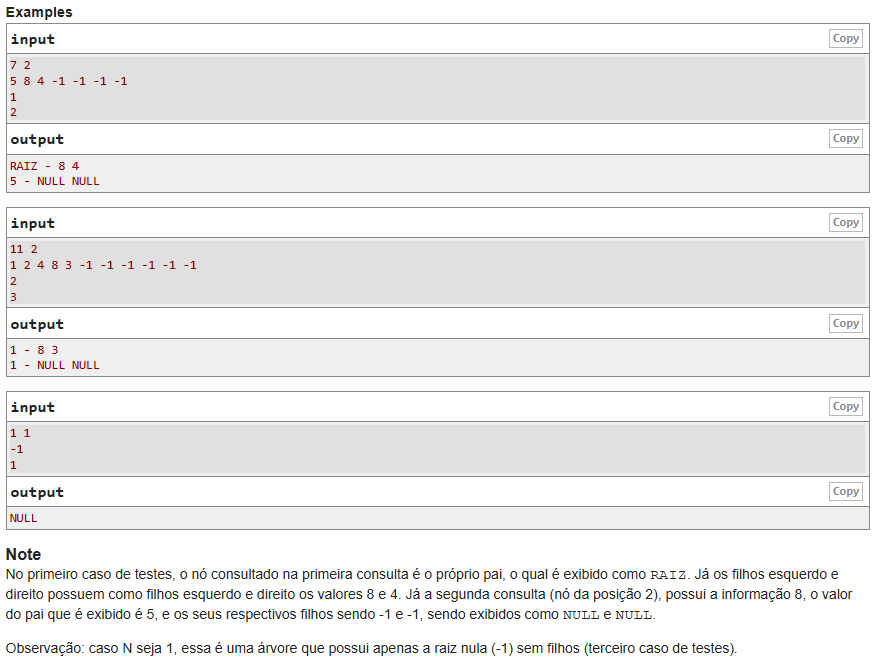 Examples
input
Copy
7 2
5 8 4 -1 -1 -1 -1
1
2
output
Copy
RAIZ - 8 4
5 - NULL NULL
input
Copy
11 2
1 2 4 8 3 -1 -1 -1 -1 -1 -1
2
3
output
Copy
1 - 8 3
1 - NULL NULL
input
Copy
1 1
-1
1
output
Copy
NULL
Note
No primeiro caso de testes, o nó consultado na primeira consulta é o próprio pai, o qual é exibido como RAIZ. Já os filhos esquerdo e
direito possuem como filhos esquerdo e direito os valores 8 e 4. Já a segunda consulta (nó da posição 2), possui a informação 8, o valor
do pai que é exibido é 5, e os seus respectivos filhos sendo -1 e -1, sendo exibidos como NULL e NULL.
Observação: caso N seja 1, essa é uma árvore que possui apenas a raiz nula (-1) sem filhos (terceiro caso de testes).